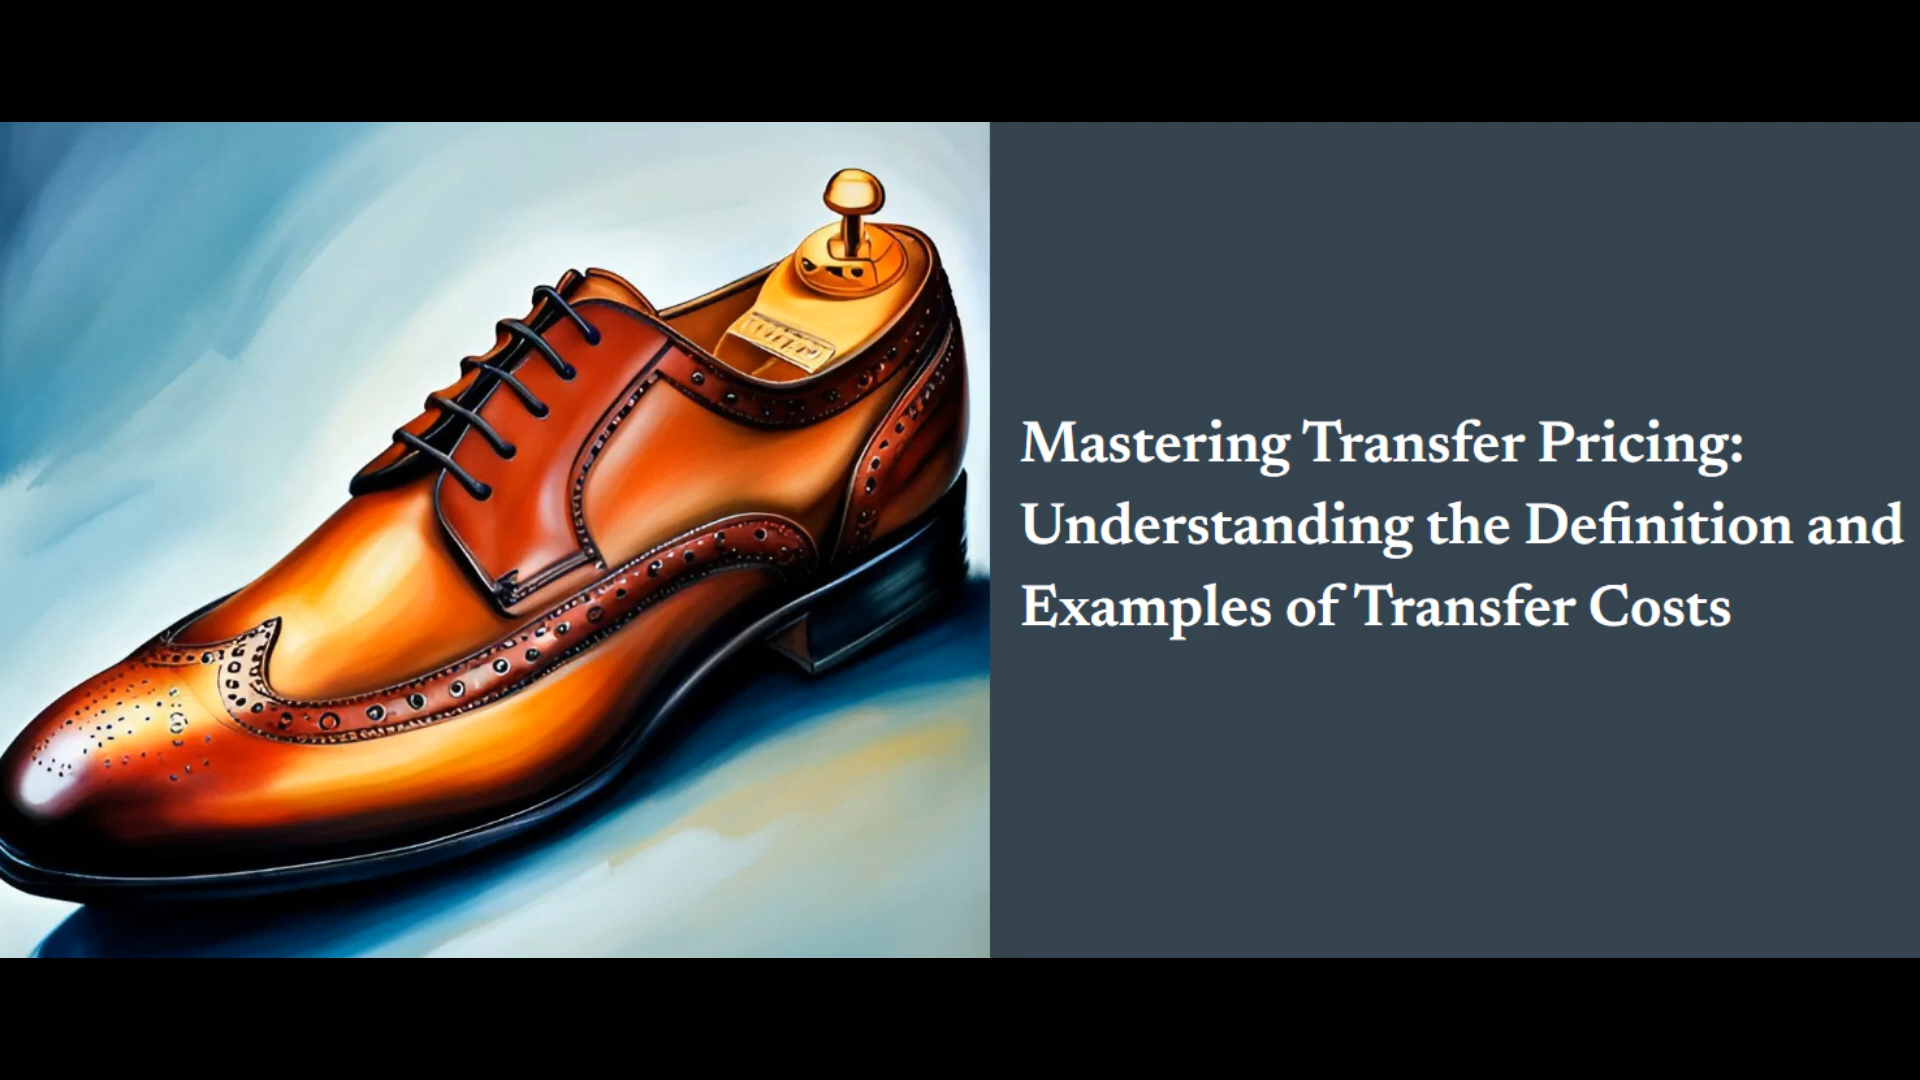 Mastering Transfer Pricing:
Understanding the Definition and
Examples of Transfer Costs